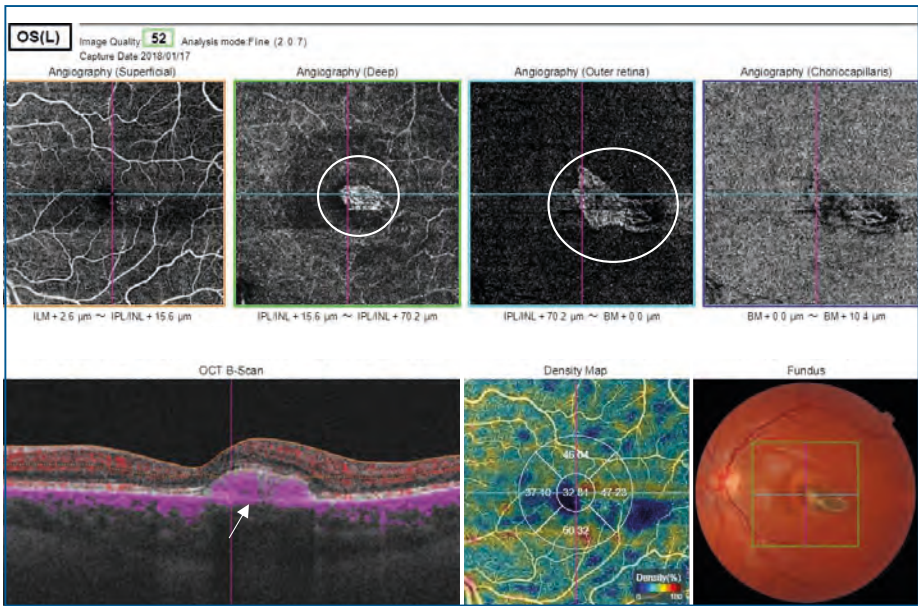 OS(L) Image Quality 52 Analysis mode:Fine (2.0.7)
Capture Date 2018/01/17
Angiography (Superficial) Angiography (Deep) Angiography (Outer retina) Angiography (Choriocapillaris)
ILM + 2.6 µm ～ IPL/INL + 15.6 µm IPL/INL + 15.6 µm ～ IPL/INL + 70.2 µm IPL/INL + 70.2 µm ～ BM + 0.0 µm BM + 0.0 µm ～ BM + 10.4 µm
OCT B-Scan Density Map Fundus
46.04
37.10 32.81 47.23
50.32
Density(%)
0 100